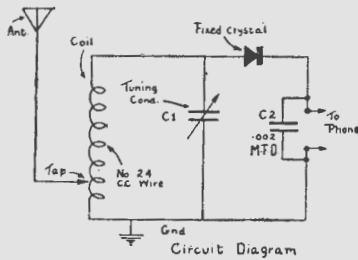 Fixed crystal
Ant.
Coil
Tuning
Cond.
C1
C2
.002
MFD
To
Phone
No 24
CC Wire
Tap
Gnd
Circuit Diagram